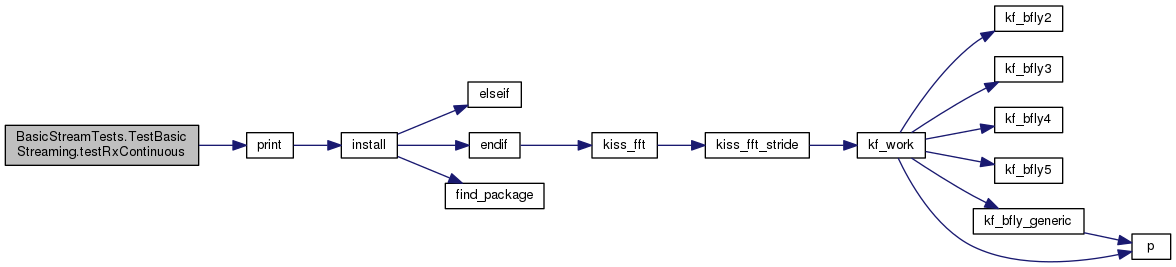 BasicStreamTests.TestBasic
Streaming.testRxContinuous
print
install
elseif
endif
find_package
kiss_fft
kiss_fft_stride
kf_work
kf_bfly2
kf_bfly3
kf_bfly4
kf_bfly5
kf_bfly_generic
p